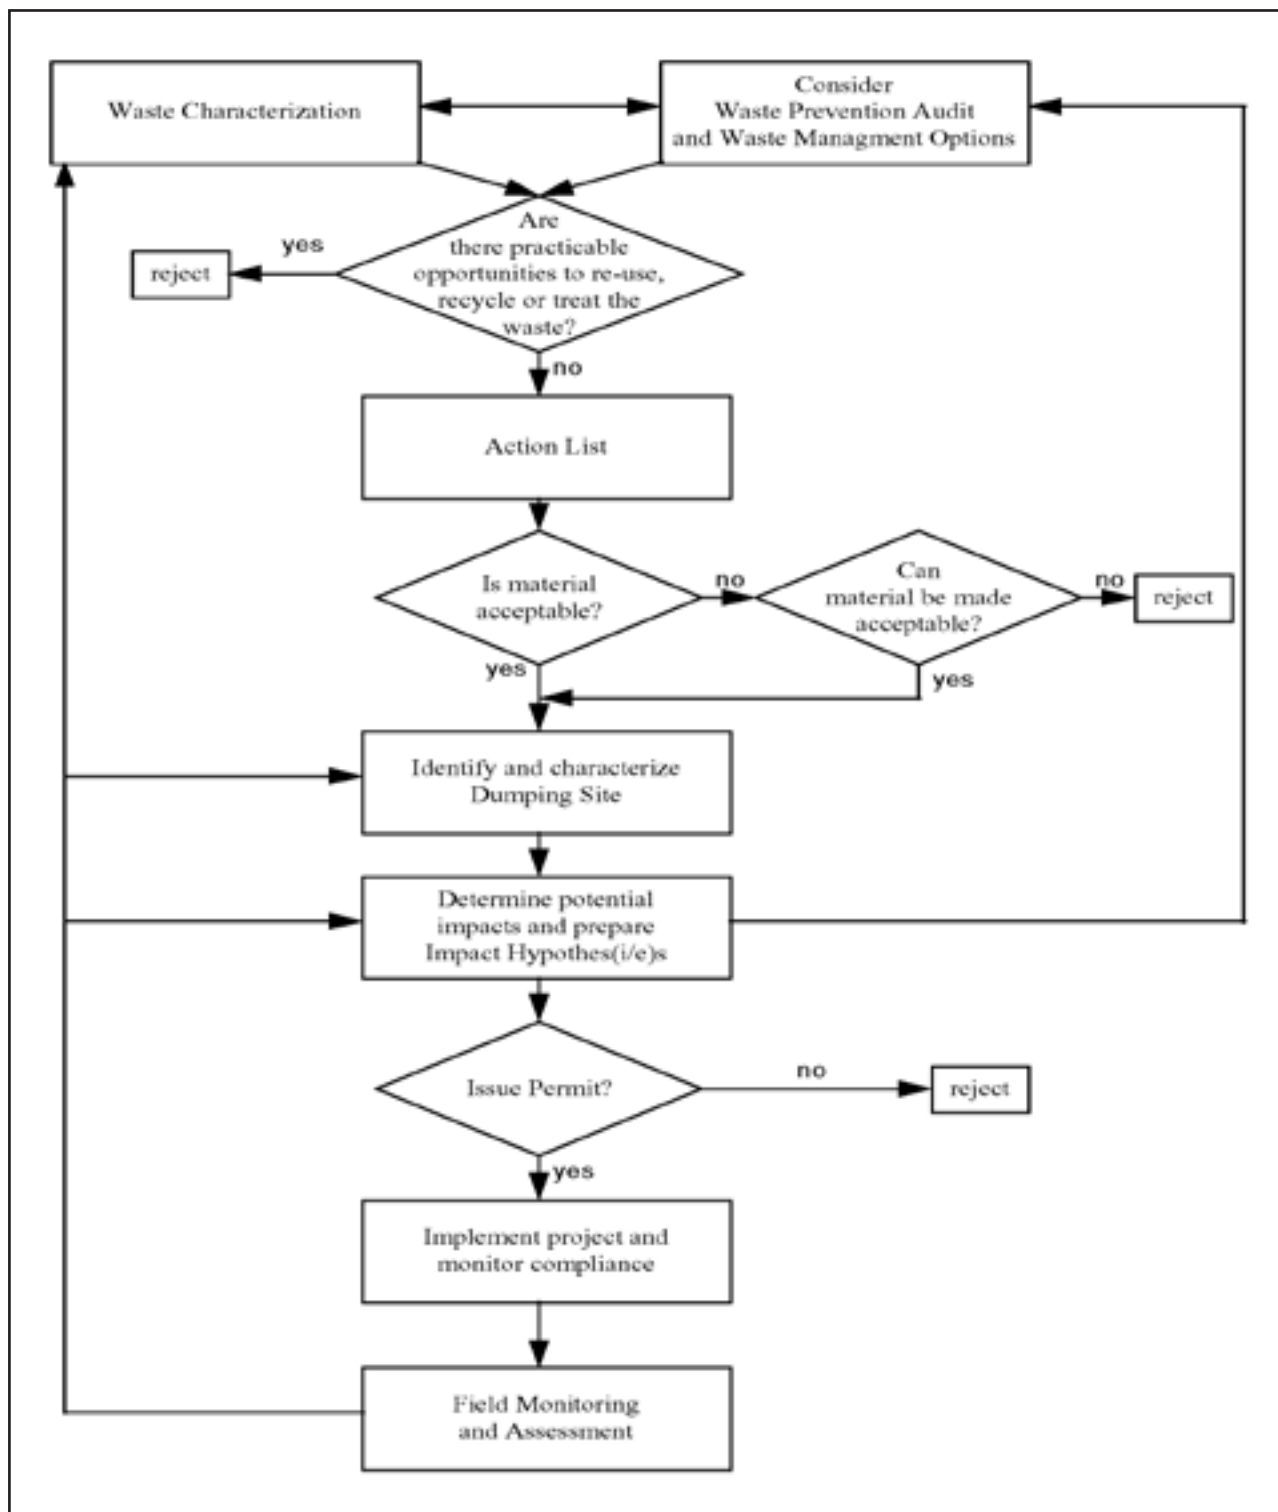 Waste Characterization
Consider
Waste Prevention Audit
and Waste Managment Options
Are
there practicable
opportunities to re-use,
recycle or treat the
waste?
yes
reject
no
Action List
Is material
acceptable?
no
Can
material be made
acceptable?
no
reject
yes
yes
Identify and characterize
Dumping Site
Determine potential
impacts and prepare
Impact Hypothes(i/e)s
Issue Permit?
no
reject
yes
Implement project and
monitor compliance
Field Monitoring
and Assessment